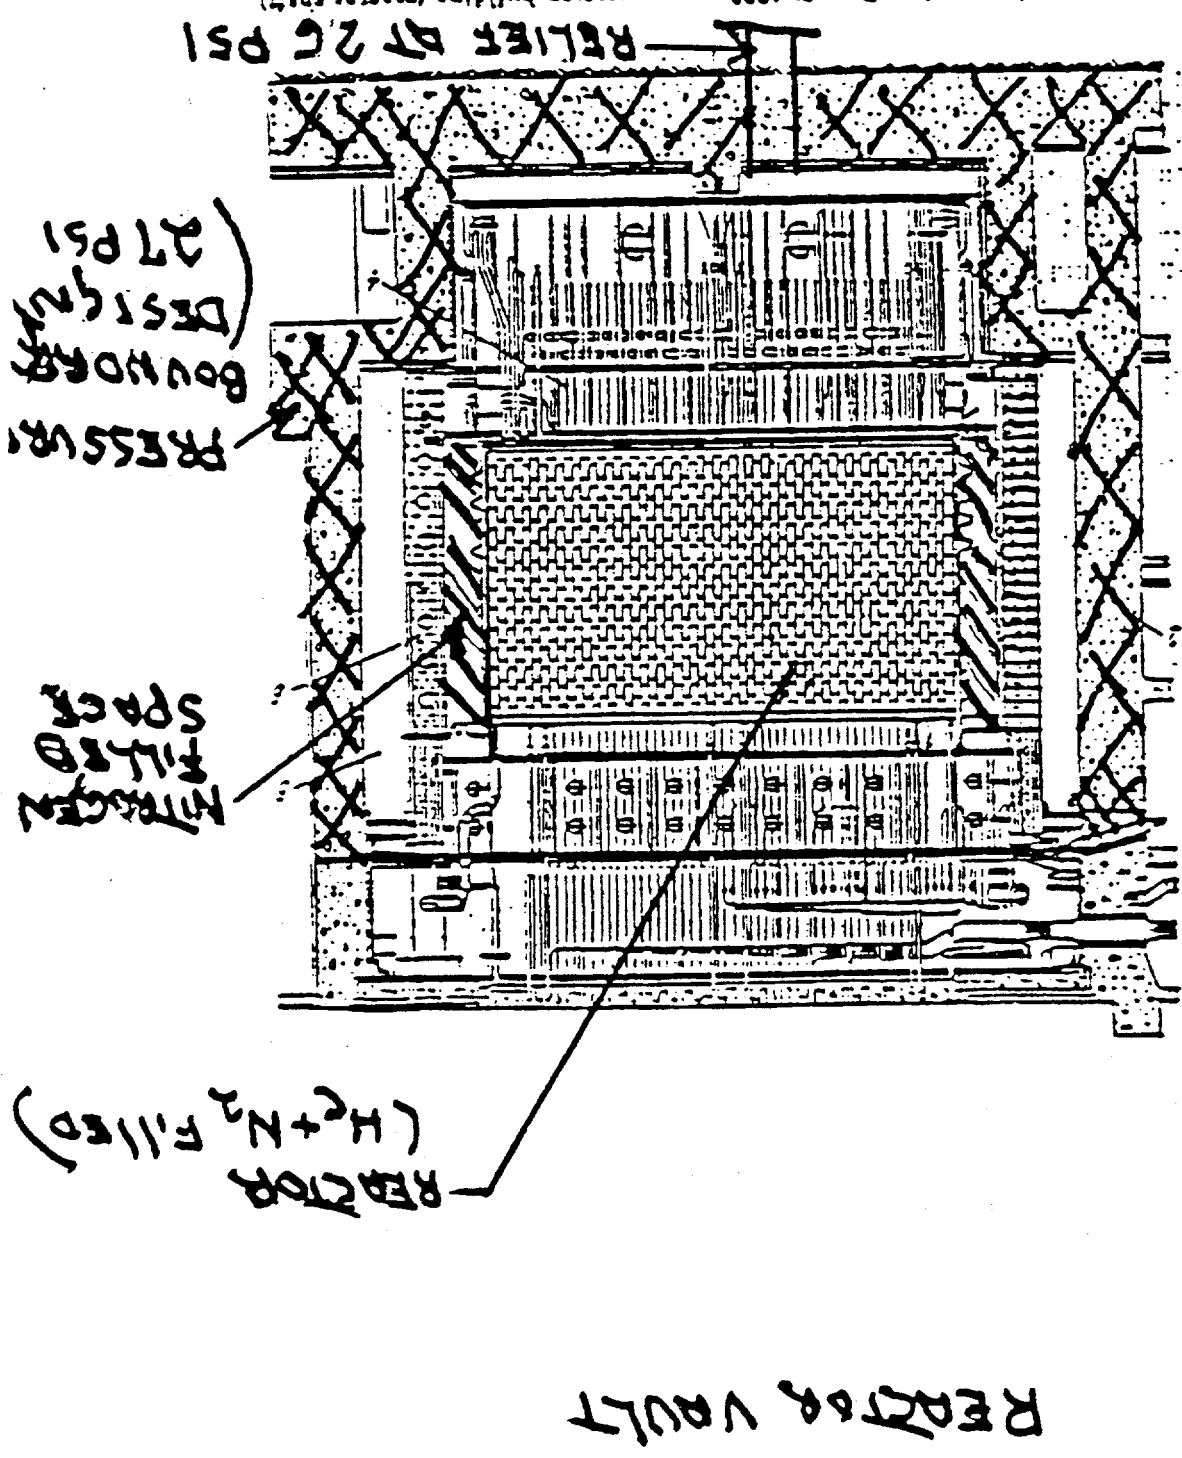 REACTOR VAULT
REACTOR
(He+N₂ FILLED)
NITROGEN
FILLED
SPACE
PRESSURE
BOUNDARY
(DESIGN
27 PSI
RELIEF AT 26 PSI